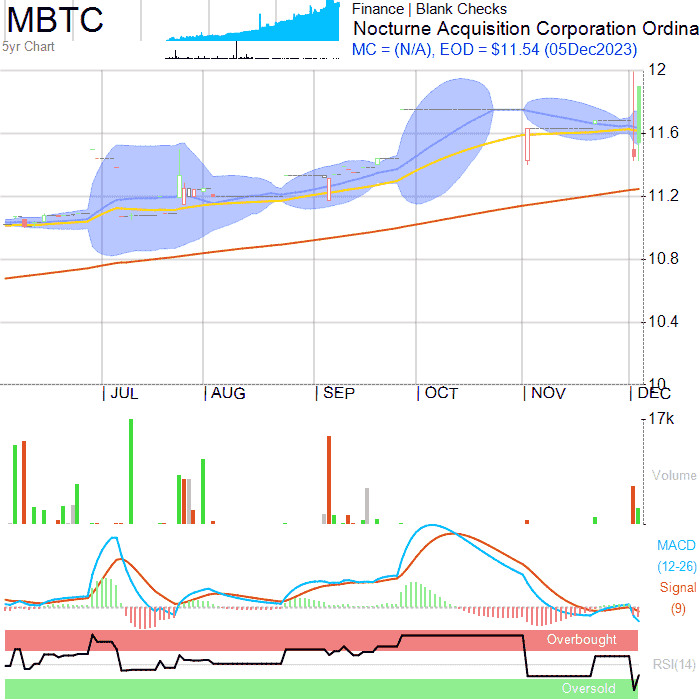 MBTC
5yr Chart
Finance | Blank Checks
Nocturne Acquisition Corporation Ordina
MC = (N/A), EOD = $11.54 (05Dec2023)
12
11.6
11.2
10.8
10.4
10
JUL AUG SEP OCT NOV DEC
17k
Volume
MACD
(12-26)
Signal
(9)
Overbought
RSI(14)
Oversold